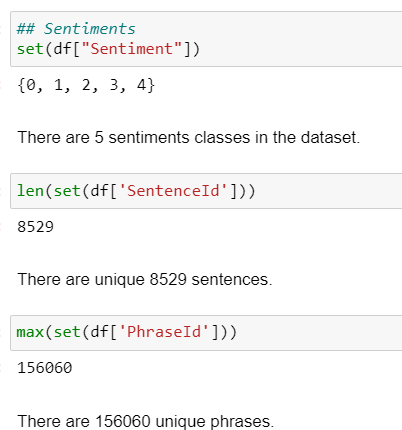 ## Sentiments
set(df["Sentiment"])
{0, 1, 2, 3, 4}
There are 5 sentiments classes in the dataset.
len(set(df['SentenceId']))
8529
There are unique 8529 sentences.
max(set(df['PhraseId']))
156060
There are 156060 unique phrases.